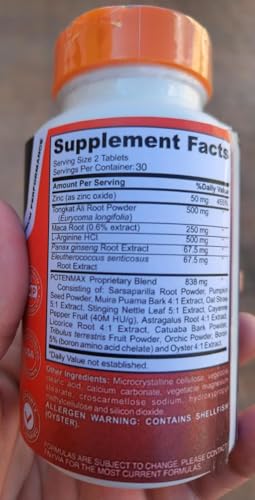 Supplement Facts
Serving Size 2 Tablets
Servings Per Container: 30
Amount Per Serving %Daily Value
Zinc (as zinc oxide) 50 mg 455%
Tongkat Ali Root Powder 500 mg
(Eurycoma longifolia)
Maca Root (0.6% extract) 250 mg
L-Arginine HCl 500 mg
Panax ginseng Root Extract 67.5 mg
Eleutherococcus senticosus 67.5 mg
Root Extract
POTENMAX Proprietary Blend 838 mg
Consisting of: Sarsaparilla Root Powder, Pumpkin
Seed Powder, Muira Puama Bark 4:1 Extract, Oat Straw
5:1 Extract, Stinging Nettle Leaf 5:1 Extract, Cayenne
Pepper Fruit (40M HU/g), Astragalus Root 4:1 Extract,
Licorice Root 4:1 Extract, Catuaba Bark Powder,
Tribulus terrestris Fruit Powder, Orchic Powder, Boron
5% (boron amino acid chelate) and Oyster 4:1 Extract.
*Daily Value not established.
Other Ingredients: Microcrystalline cellulose,
stearic acid, calcium carbonate, vegetable magnesium
stearate, croscarmellose sodium,
methylcellulose and silicon dioxide.
ALLERGEN WARNING: CONTAINS SHELLFISH
(OYSTER).
FORMULAS ARE SUBJECT TO CHANGE. PLEASE CONTACT
FOR THE MOST CURRENT FORMULAS.
PERFORMANCE